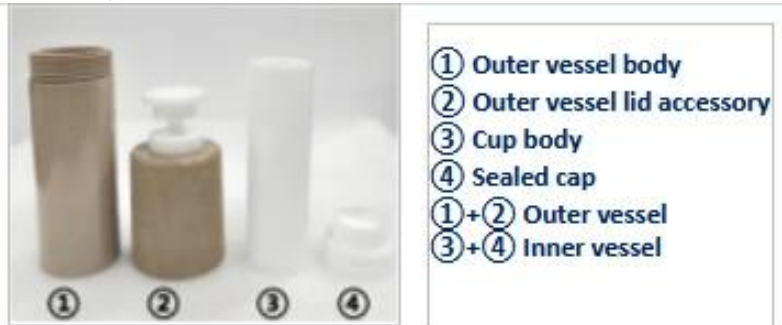 ① Outer vessel body
② Outer vessel lid accessory
③ Cup body
④ Sealed cap
①+② Outer vessel
③+④ Inner vessel
① ② ③ ④